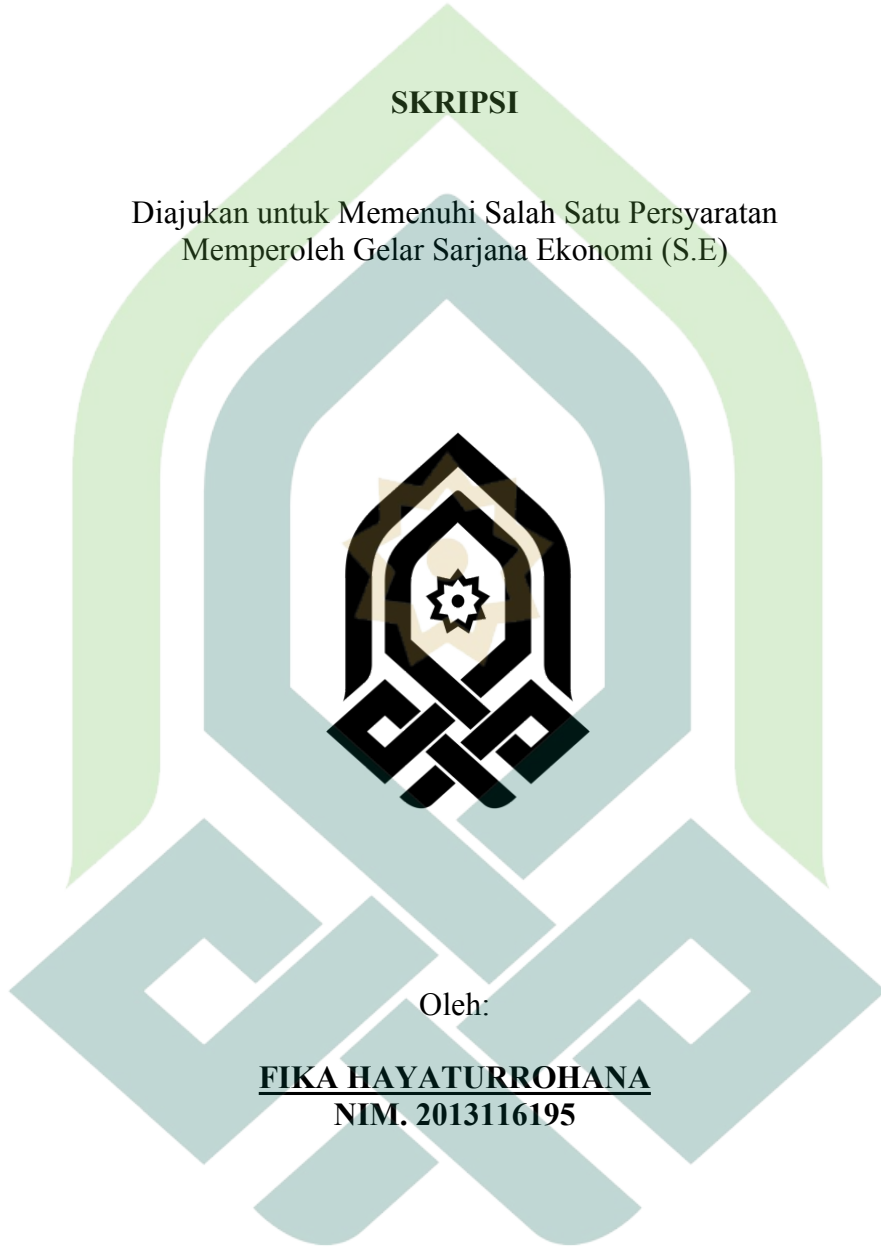 SKRIPSI
Diajukan untuk Memenuhi Salah Satu Persyaratan
Memperoleh Gelar Sarjana Ekonomi (S.E)
Oleh:
FIKA HAYATURROHANA
NIM. 2013116195